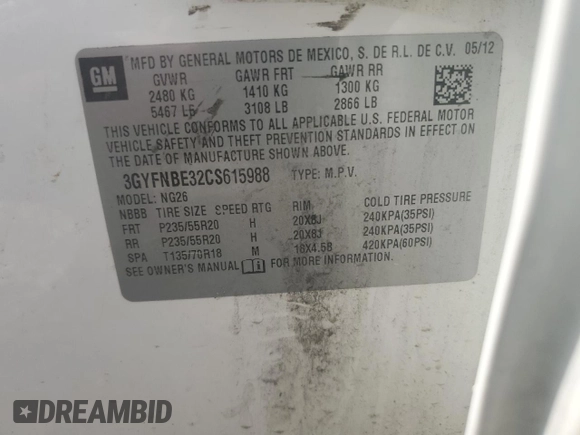 GM
MFD BY GENERAL MOTORS DE MEXICO, S. DE R.L. DE C.V. 05/12
GVWR GAWR FRT GAWR RR
2480 KG 1410 KG 1300 KG
5467 LB 3108 LB 2866 LB
THIS VEHICLE CONFORMS TO ALL APPLICABLE U.S. FEDERAL MOTOR
VEHICLE SAFETY AND THEFT PREVENTION STANDARDS IN EFFECT ON
THE DATE OF MANUFACTURE SHOWN ABOVE.
3GYFNBE32CS615988 TYPE: M.P.V.
MODEL: NG26
NBBB TIRE SIZE SPEED RTG RIM COLD TIRE PRESSURE
FRT P235/55R20 H 20X8J 240KPA(35PSI)
RR P235/55R20 H 20X8J 240KPA(35PSI)
SPA T135/70R18 M 18X4.5B 420KPA(60PSI)
SEE OWNER'S MANUAL FOR MORE INFORMATION
DREAMBID